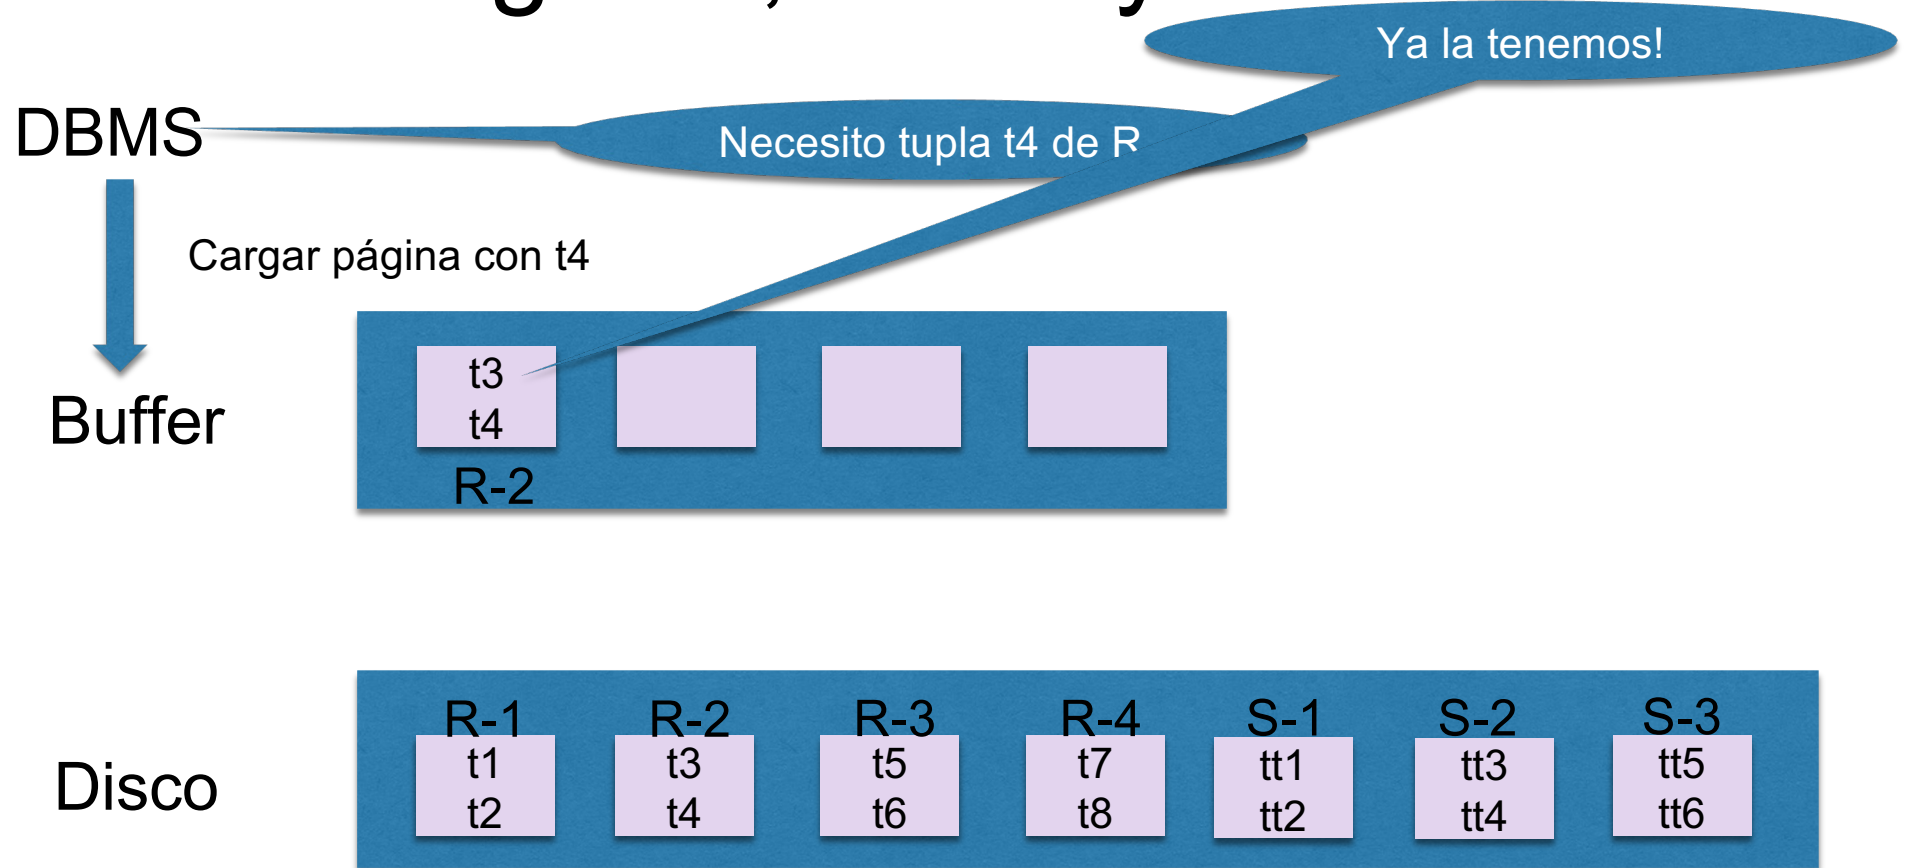 Ya la tenemos!
DBMS
Necesito tupla t4 de R
Cargar página con t4
Buffer
t3
t4
R-2
Disco
R-1 R-2 R-3 R-4 S-1 S-2 S-3
t1 t3 t5 t7 tt1 tt3 tt5
t2 t4 t6 t8 tt2 tt4 tt6